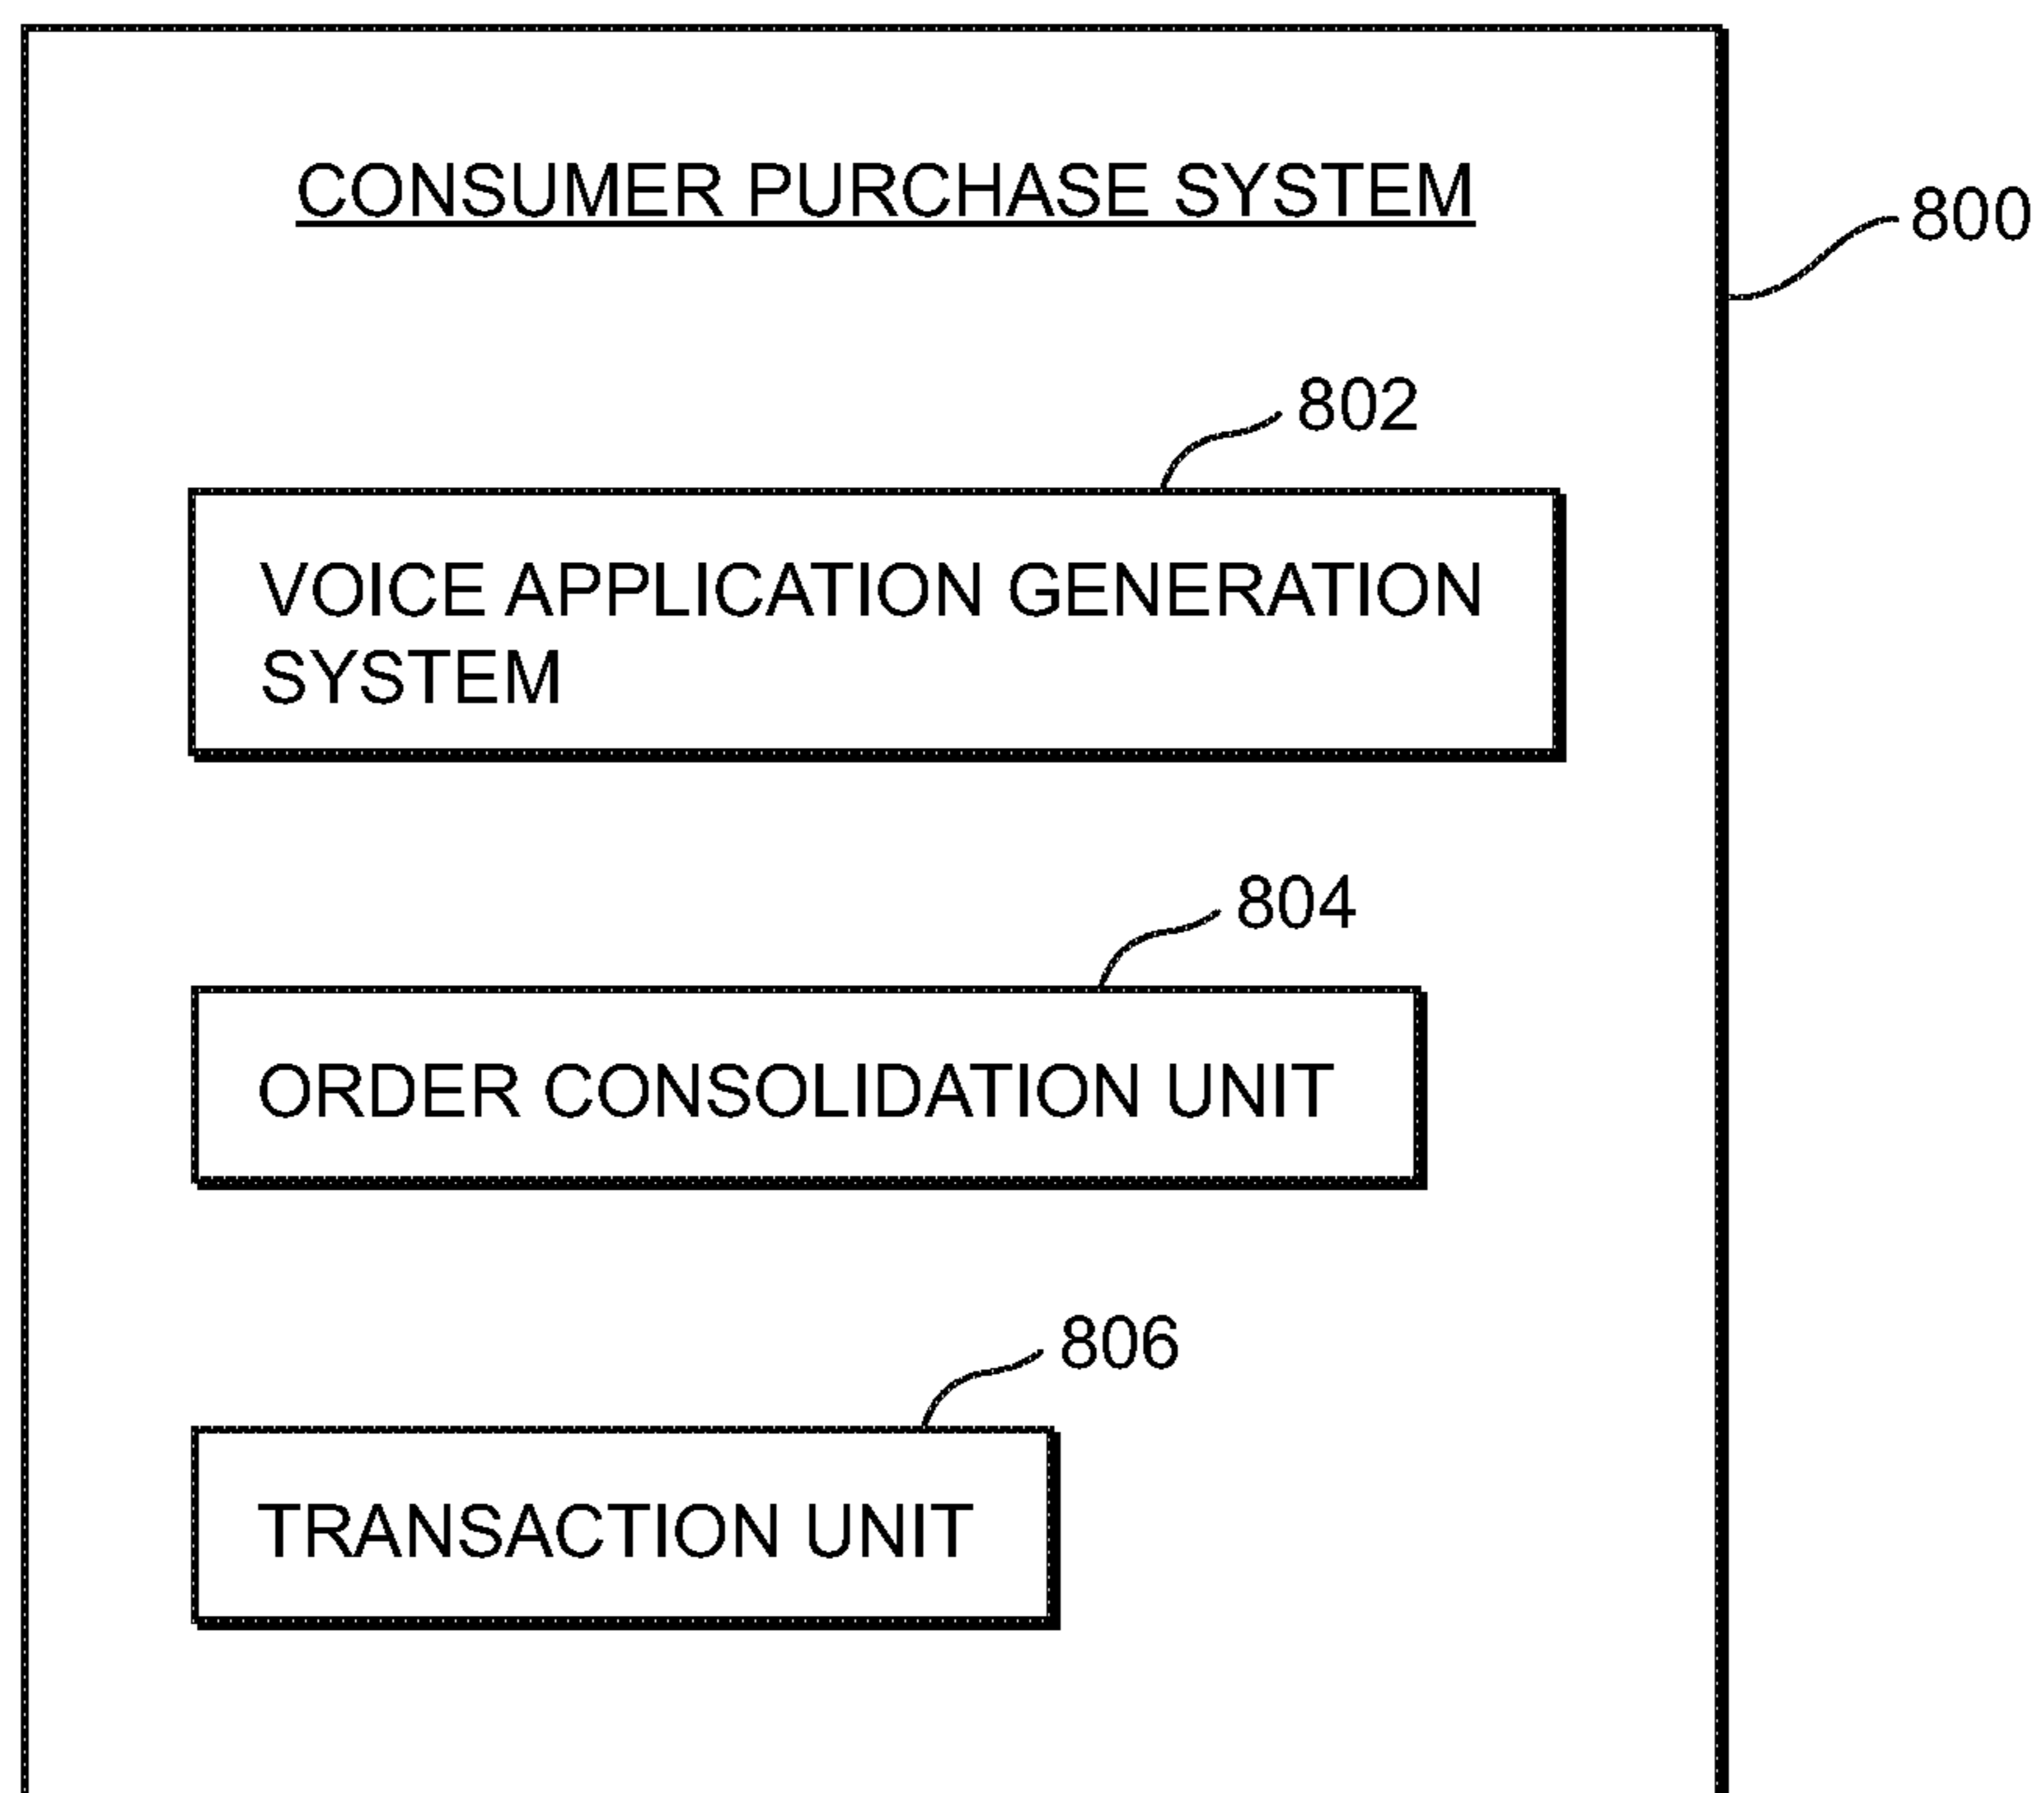 CONSUMER PURCHASE SYSTEM
800
802
VOICE APPLICATION GENERATION
SYSTEM
804
ORDER CONSOLIDATION UNIT
806
TRANSACTION UNIT